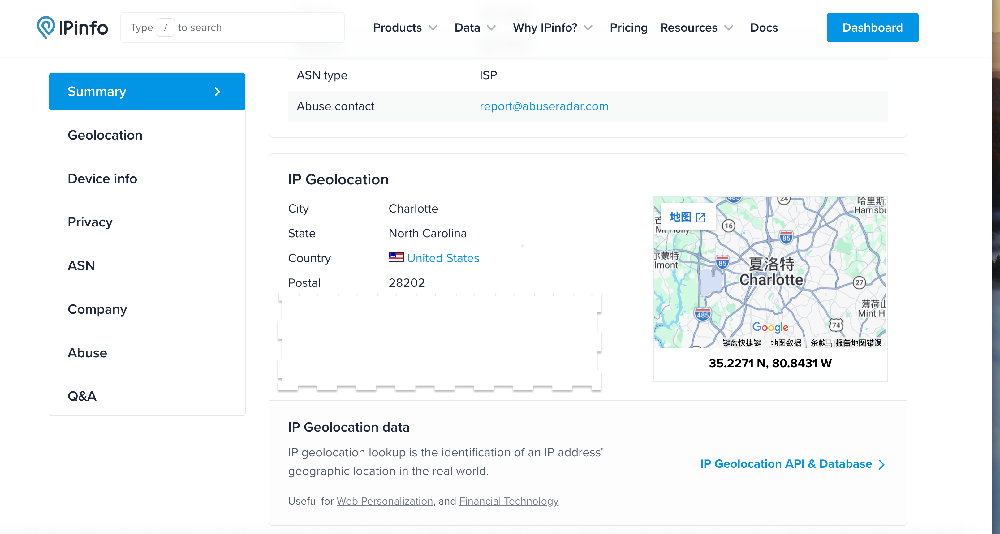 IPinfo
Type / to search
Products
Data
Why IPinfo?
Pricing
Resources
Docs
Dashboard
Summary
Geolocation
Device info
Privacy
ASN
Company
Abuse
Q&A
ASN type ISP
Abuse contact report@abuseradar.com
IP Geolocation
City Charlotte
State North Carolina
Country United States
Postal 28202
地图
485
24
哈里斯
Harrisbu
16
85
尔蒙特
lmont
85
夏洛特
Charlotte
27
薄荷山
Mint Hi
485
74
Google
键盘快捷键 地图数据 条款 报告地图错误
35.2271 N, 80.8431 W
IP Geolocation data
IP geolocation lookup is the identification of an IP address'
geographic location in the real world.
IP Geolocation API & Database
Useful for Web Personalization, and Financial Technology